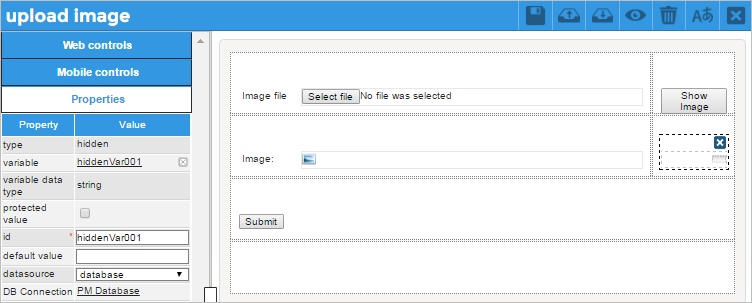 upload image
Aあ
Web controls
Mobile controls
Properties
Property Value
type hidden
variable hiddenVar001
variable data
type string
protected
value
id * hiddenVar001
default value
datasource database
DB Connection PM Database
Image file Select file No file was selected
Show
Image
Image:
Submit